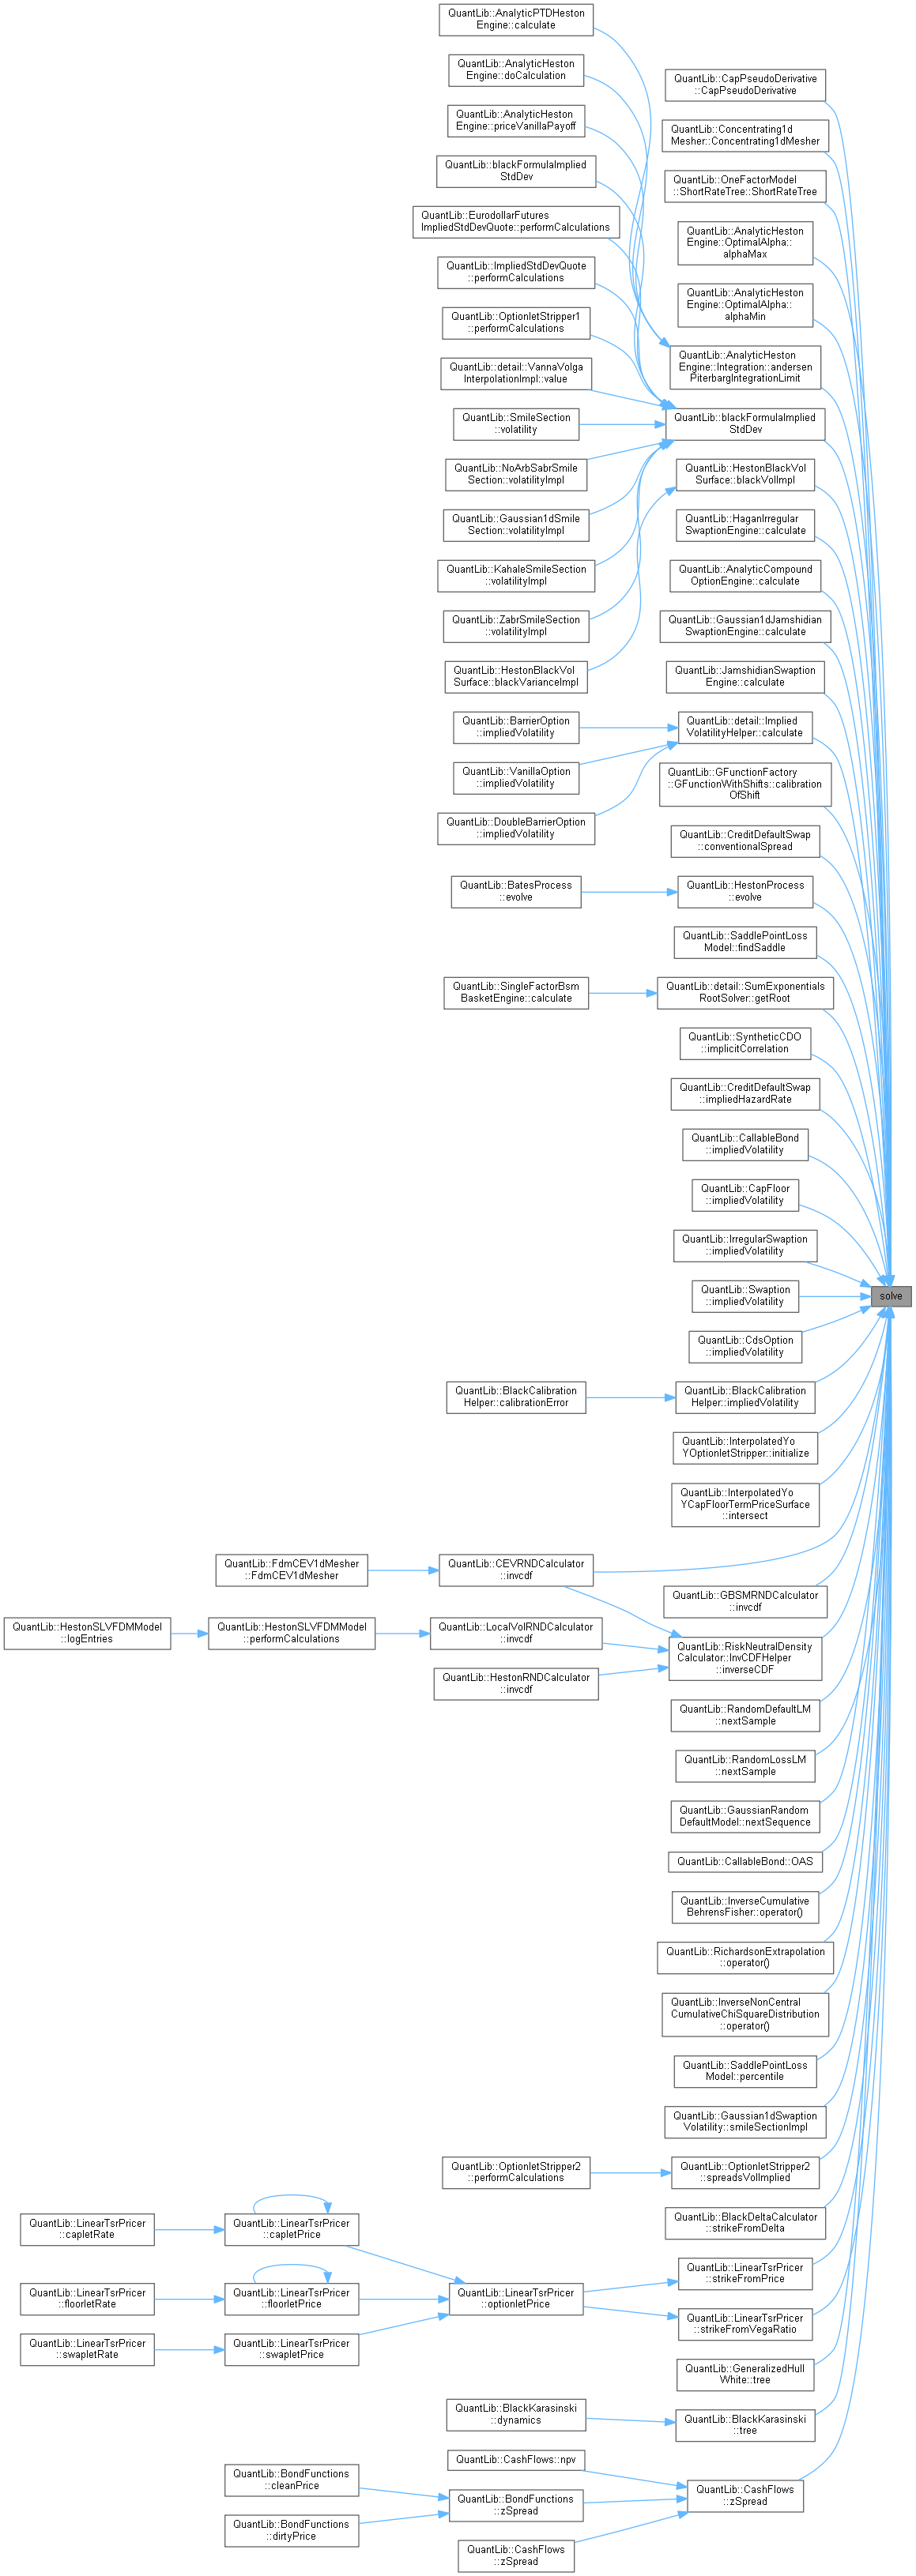 QuantLib::AnalyticPTDHeston
Engine::calculate
QuantLib::AnalyticHeston
Engine::doCalculation
QuantLib::AnalyticHeston
Engine::priceVanillaPayoff
QuantLib::blackFormulaImplied
StdDev
QuantLib::EurodollarFutures
ImpliedStdDevQuote::performCalculations
QuantLib::ImpliedStdDevQuote
::performCalculations
QuantLib::OptionletStripper1
::performCalculations
QuantLib::detail::VannaVolga
InterpolationImpl::value
QuantLib::SmileSection
::volatility
QuantLib::NoArbSabrSmile
Section::volatilityImpl
QuantLib::Gaussian1dSmile
Section::volatilityImpl
QuantLib::KahaleSmileSection
::volatilityImpl
QuantLib::ZabrSmileSection
::volatilityImpl
QuantLib::HestonBlackVol
Surface::blackVarianceImpl
QuantLib::BarrierOption
::impliedVolatility
QuantLib::VanillaOption
::impliedVolatility
QuantLib::DoubleBarrierOption
::impliedVolatility
QuantLib::BatesProcess
::evolve
QuantLib::SingleFactorBsm
BasketEngine::calculate
QuantLib::BlackCalibration
Helper::calibrationError
QuantLib::CapPseudoDerivative
::CapPseudoDerivative
QuantLib::Concentrating1d
Mesher::Concentrating1dMesher
QuantLib::OneFactorModel
::ShortRateTree::ShortRateTree
QuantLib::AnalyticHeston
Engine::OptimalAlpha::
alphaMax
QuantLib::AnalyticHeston
Engine::OptimalAlpha::
alphaMin
QuantLib::AnalyticHeston
Engine::Integration::andersen
PiterbargIntegrationLimit
QuantLib::blackFormulaImplied
StdDev
QuantLib::HestonBlackVol
Surface::blackVolImpl
QuantLib::HaganIrregular
SwaptionEngine::calculate
QuantLib::AnalyticCompound
OptionEngine::calculate
QuantLib::Gaussian1dJamshidian
SwaptionEngine::calculate
QuantLib::JamshidianSwaption
Engine::calculate
QuantLib::detail::Implied
VolatilityHelper::calculate
QuantLib::GFunctionFactory
::GFunctionWithShifts::calibration
OfShift
QuantLib::CreditDefaultSwap
::conventionalSpread
QuantLib::HestonProcess
::evolve
QuantLib::SaddlePointLoss
Model::findSaddle
QuantLib::detail::SumExponentials
RootSolver::getRoot
QuantLib::SyntheticCDO
::implicitCorrelation
QuantLib::CreditDefaultSwap
::impliedHazardRate
QuantLib::CallableBond
::impliedVolatility
QuantLib::CapFloor
::impliedVolatility
QuantLib::IrregularSwaption
::impliedVolatility
QuantLib::Swaption
::impliedVolatility
solve
QuantLib::CdsOption
::impliedVolatility
QuantLib::BlackCalibration
Helper::impliedVolatility
QuantLib::InterpolatedYo
YOptionletStripper::initialize
QuantLib::InterpolatedYo
YCapFloorTermPriceSurface
::intersect
QuantLib::FdmCEV1dMesher
::FdmCEV1dMesher
QuantLib::CEVRNDCalculator
::invcdf
QuantLib::GBSMRNDCalculator
::invcdf
QuantLib::HestonSLVFDMModel
::logEntries
QuantLib::HestonSLVFDMModel
::performCalculations
QuantLib::LocalVolRNDCalculator
::invcdf
QuantLib::RiskNeutralDensity
Calculator::InvCDFHelper
::inverseCDF
QuantLib::HestonRNDCalculator
::invcdf
QuantLib::RandomDefaultLM
::nextSample
QuantLib::RandomLossLM
::nextSample
QuantLib::GaussianRandom
DefaultModel::nextSequence
QuantLib::CallableBond::OAS
QuantLib::InverseCumulative
BehrensFisher::operator()
QuantLib::RichardsonExtrapolation
::operator()
QuantLib::InverseNonCentral
CumulativeChiSquareDistribution
::operator()
QuantLib::SaddlePointLoss
Model::percentile
QuantLib::Gaussian1dSwaption
Volatility::smileSectionImpl
QuantLib::OptionletStripper2
::performCalculations
QuantLib::OptionletStripper2
::spreadsVolImplied
QuantLib::BlackDeltaCalculator
::strikeFromDelta
QuantLib::LinearTsrPricer
::capletRate
QuantLib::LinearTsrPricer
::capletPrice
QuantLib::LinearTsrPricer
::floorletRate
QuantLib::LinearTsrPricer
::floorletPrice
QuantLib::LinearTsrPricer
::optionletPrice
QuantLib::LinearTsrPricer
::strikeFromPrice
QuantLib::LinearTsrPricer
::swapletRate
QuantLib::LinearTsrPricer
::swapletPrice
QuantLib::LinearTsrPricer
::strikeFromVegaRatio
QuantLib::GeneralizedHull
White::tree
QuantLib::BlackKarasinski
::dynamics
QuantLib::BlackKarasinski
::tree
QuantLib::CashFlows::npv
QuantLib::BondFunctions
::cleanPrice
QuantLib::BondFunctions
::zSpread
QuantLib::CashFlows
::zSpread
QuantLib::BondFunctions
::dirtyPrice
QuantLib::CashFlows
::zSpread